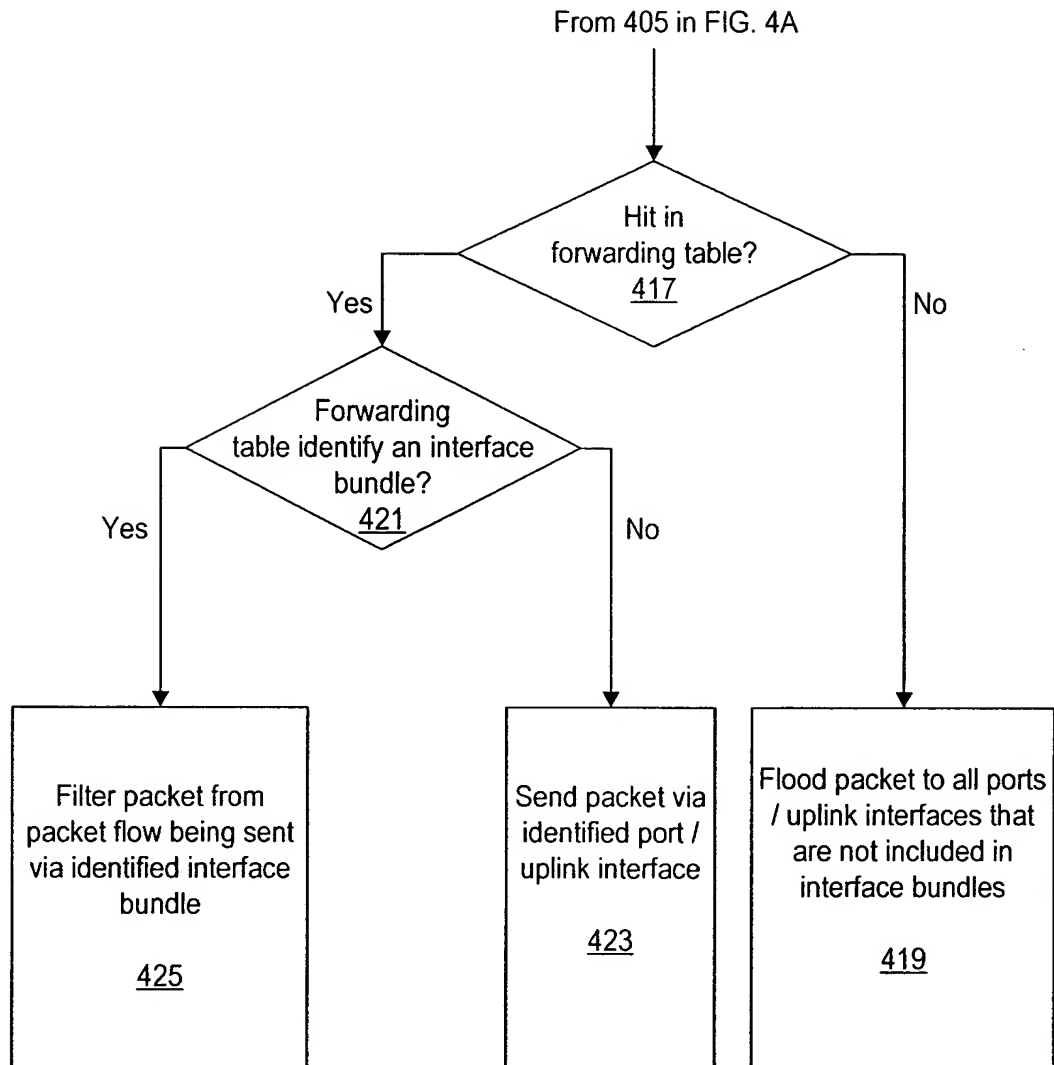 From 405 in FIG. 4A
Hit in
forwarding table?
417
Yes
No
Forwarding
table identify an interface
bundle?
421
Yes
No
Filter packet from
packet flow being sent
via identified interface
bundle
425
Send packet via
identified port /
uplink interface
423
Flood packet to all ports
/ uplink interfaces that
are not included in
interface bundles
419